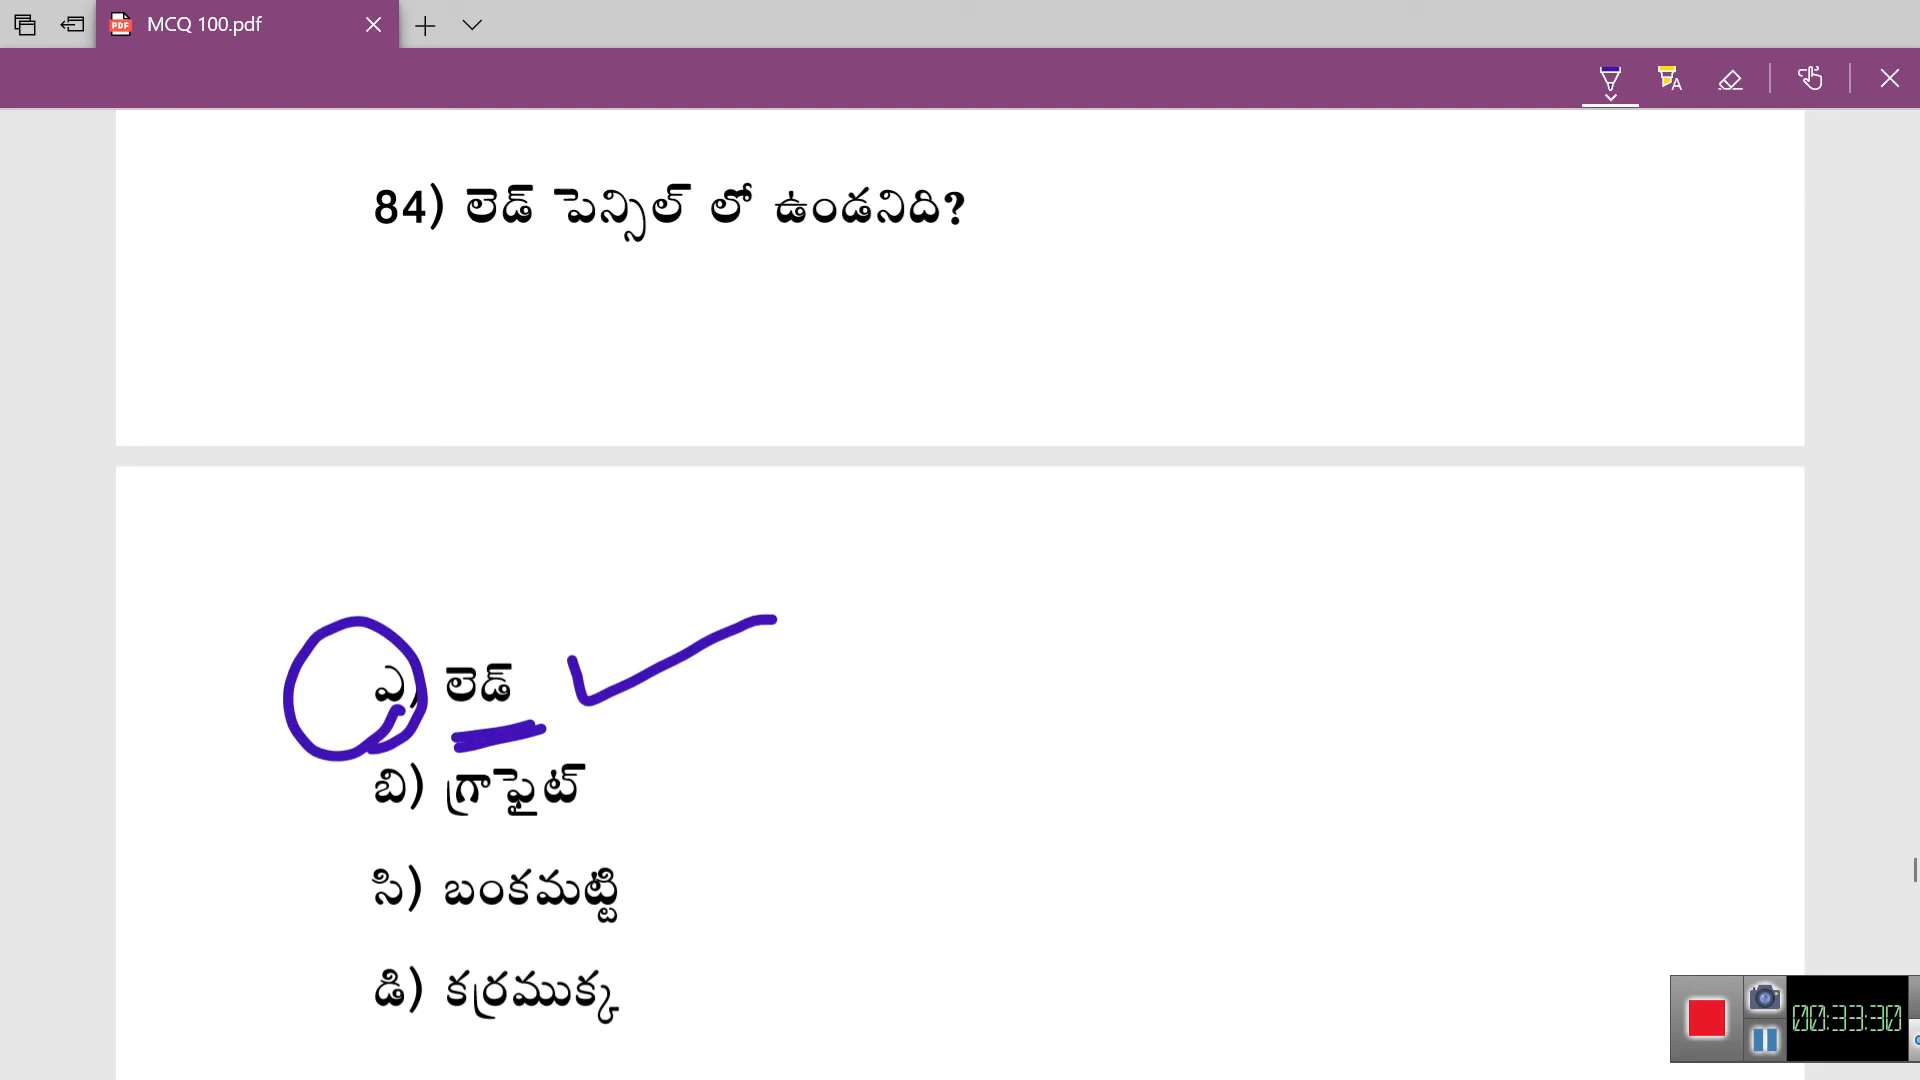 MCQ 100.pdf
84) లెడ్ పెన్సిల్ లో ఉండనిది?
ఎ) లెడ్
బి) గ్రాఫైట్
సి) బంకమట్టి
డి) కర్రముక్క
00:33:30